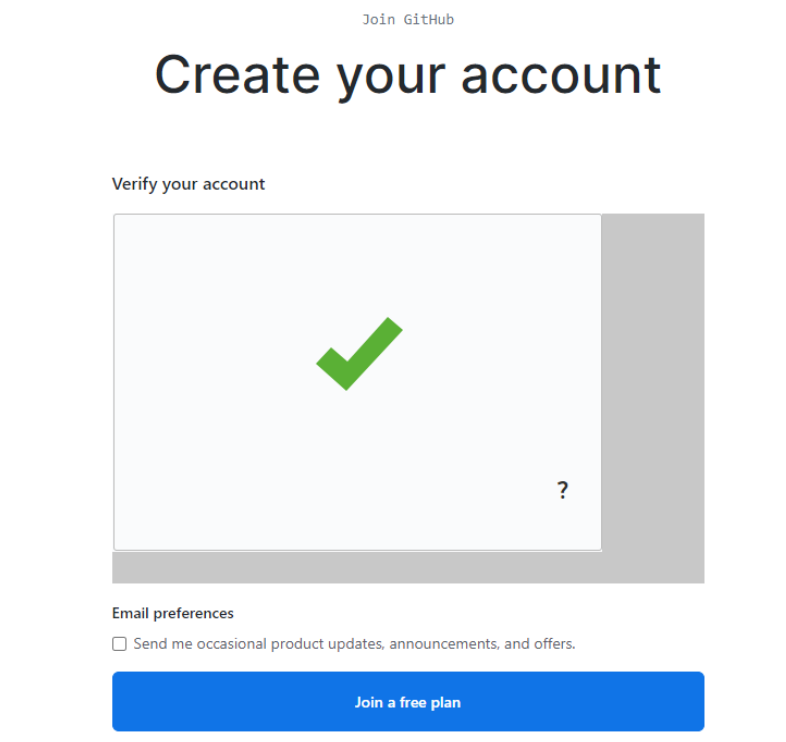 Join GitHub
Create your account
Verify your account
?
Email preferences
Send me occasional product updates, announcements, and offers.
Join a free plan